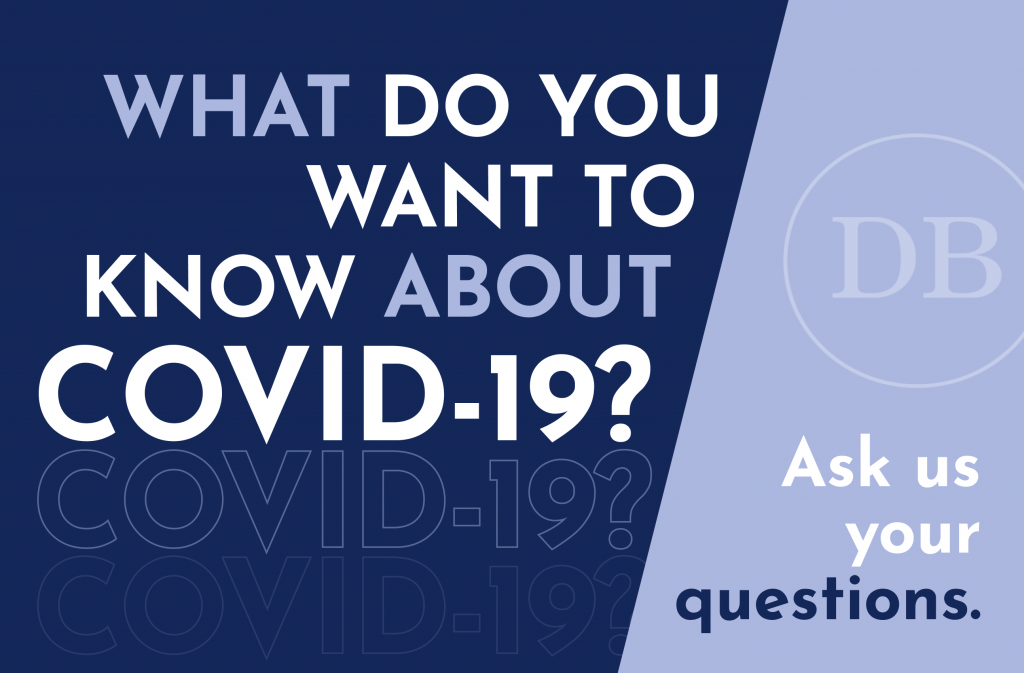 WHAT DO YOU
WANT TO
KNOW ABOUT
COVID-19?
COVID-19?
COVID-19?
DB
Ask us
your
questions.